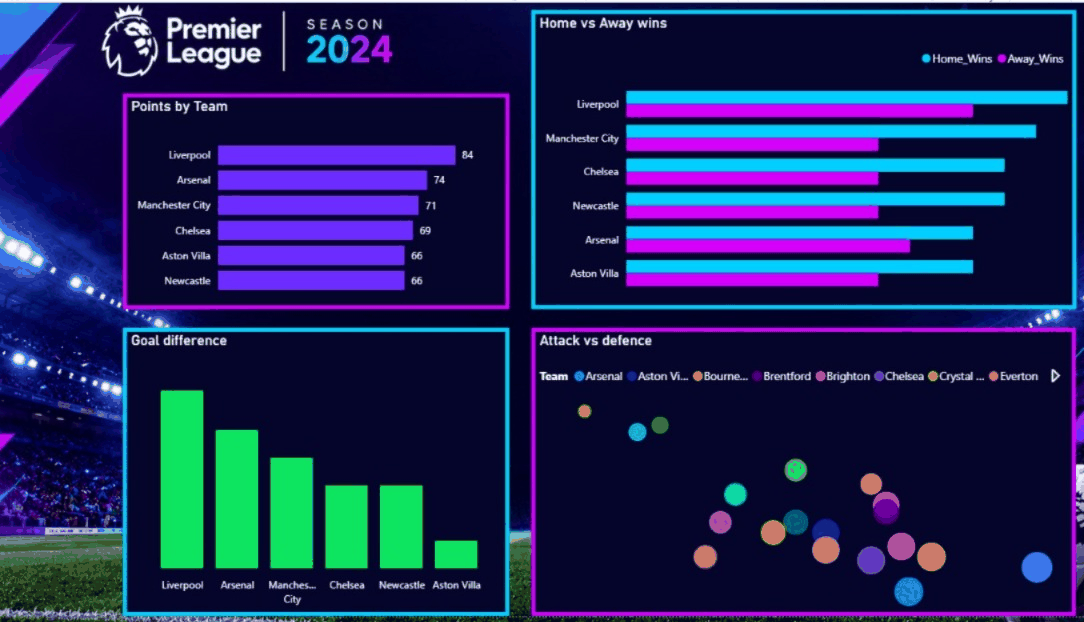 Premier League
SEASON
2024
Home vs Away wins
Home_Wins Away_Wins
Liverpool
Manchester City
Chelsea
Newcastle
Arsenal
Aston Villa
Points by Team
Liverpool 84
Arsenal 74
Manchester City 71
Chelsea 69
Aston Villa 66
Newcastle 66
Goal difference
Liverpool Arsenal Manches... City Chelsea Newcastle Aston Villa
Attack vs defence
Team Arsenal Aston Vi... Bourne... Brentford Brighton Chelsea Crystal ... Everton